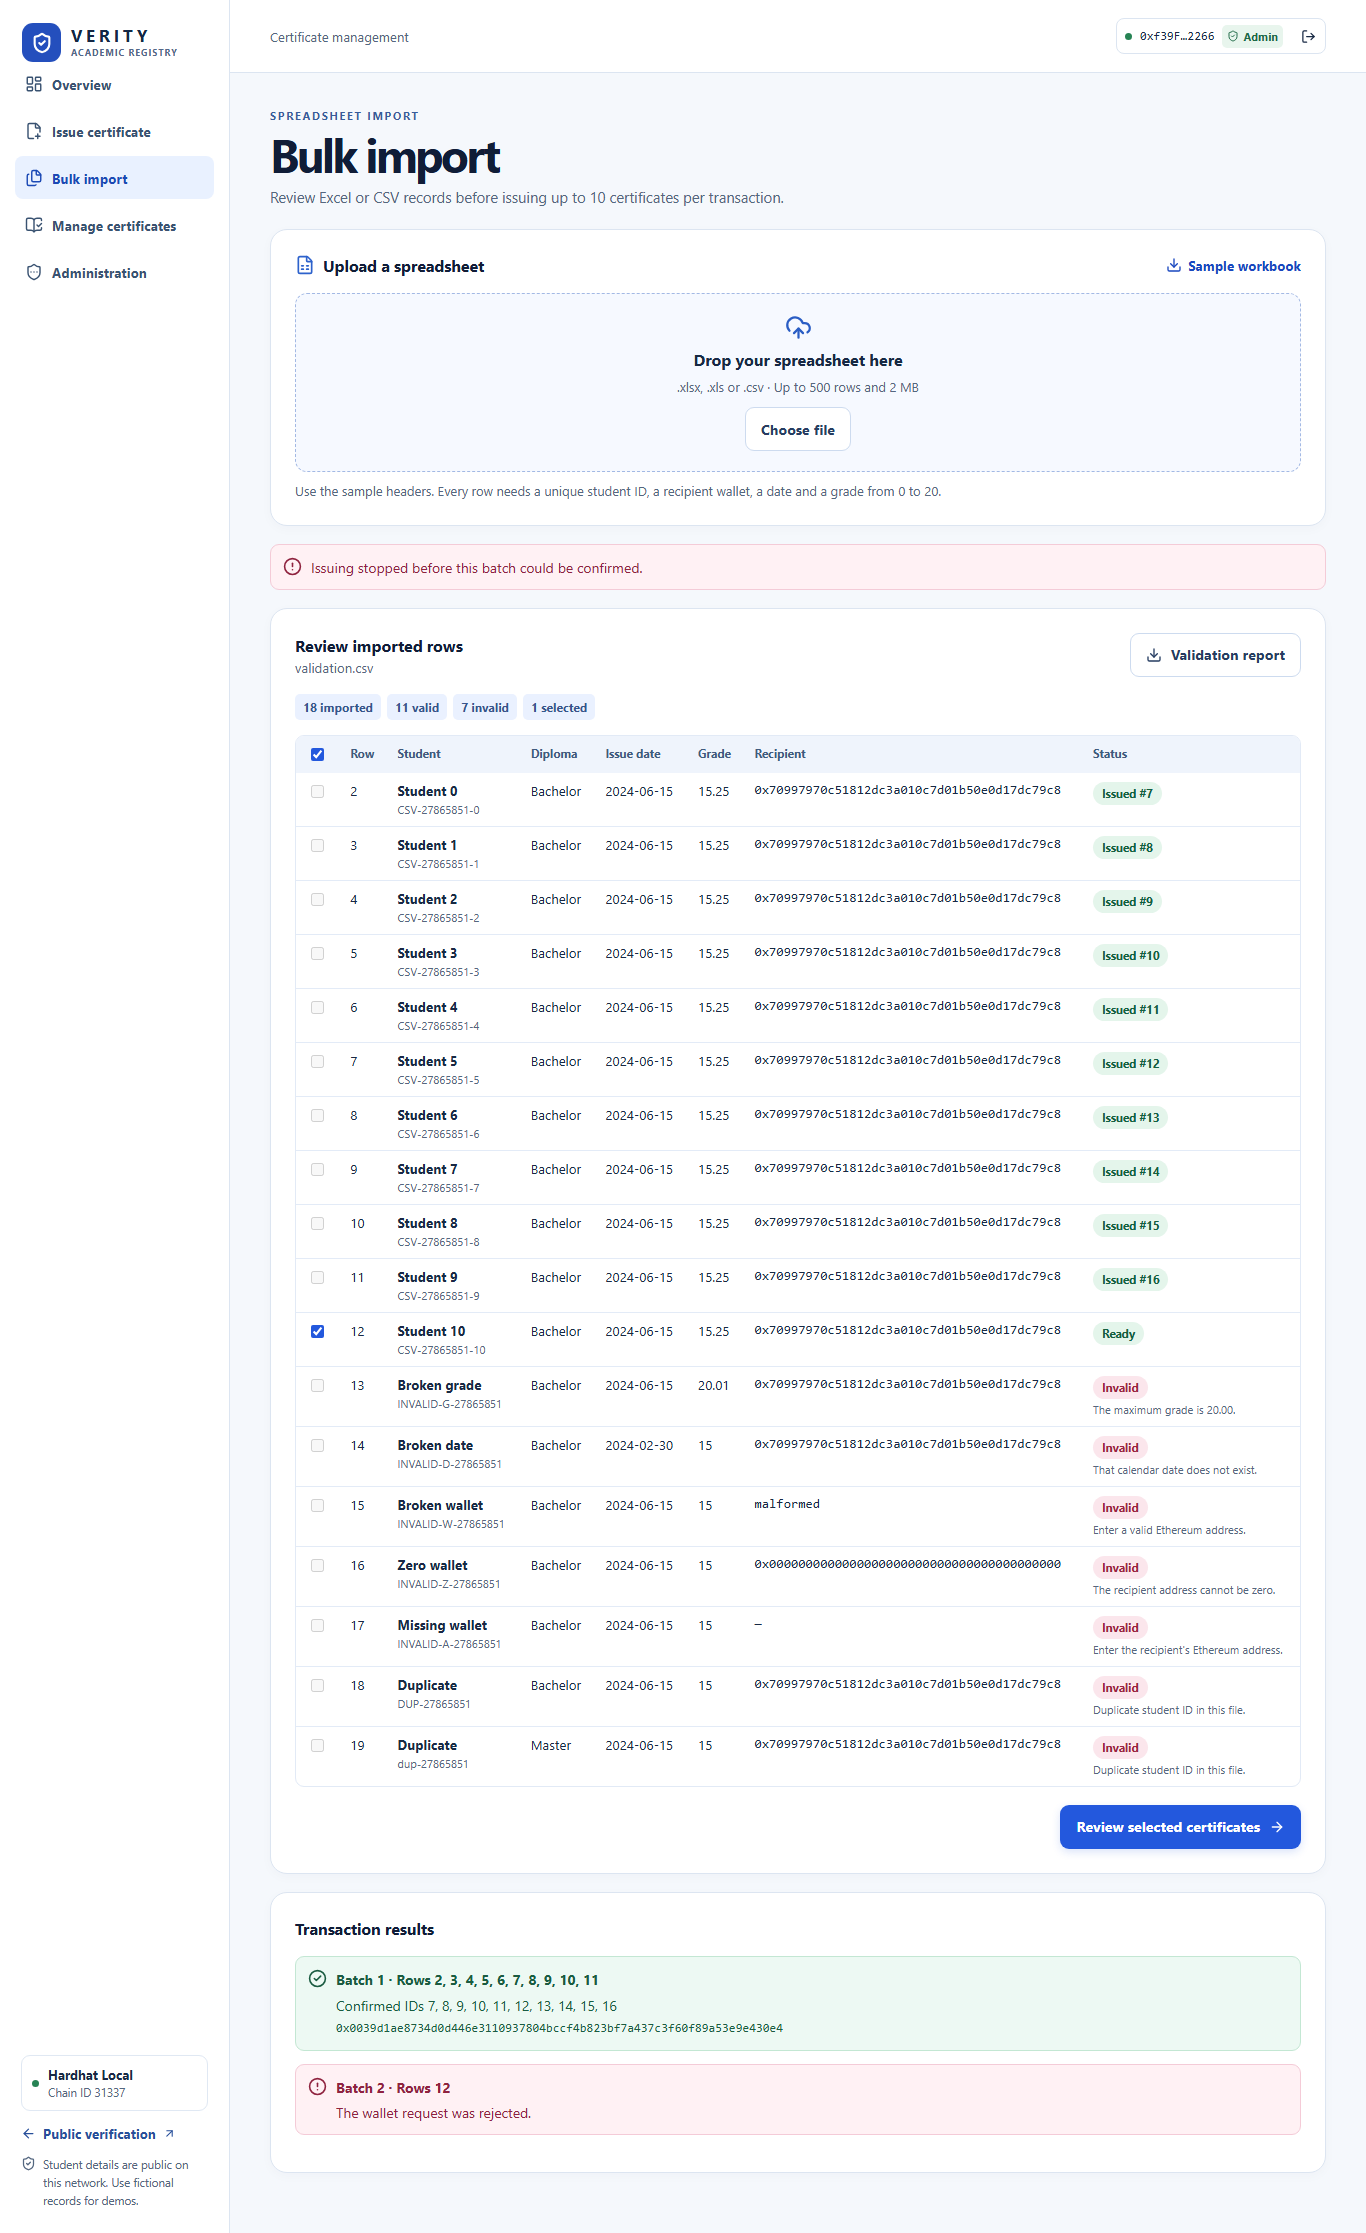 VERITY
ACADEMIC REGISTRY
Overview
Issue certificate
Bulk import
Manage certificates
Administration
Hardhat Local
Chain ID 31337
Public verification
Student details are public on
this network. Use fictional
records for demos.
Certificate management
0xf39F…2266 Admin
SPREADSHEET IMPORT
Bulk import
Review Excel or CSV records before issuing up to 10 certificates per transaction.
Upload a spreadsheet
Sample workbook
Drop your spreadsheet here
.xlsx, .xls or .csv · Up to 500 rows and 2 MB
Choose file
Use the sample headers. Every row needs a unique student ID, a recipient wallet, a date and a grade from 0 to 20.
Issuing stopped before this batch could be confirmed.
Review imported rows
validation.csv
Validation report
18 imported 11 valid 7 invalid 1 selected
Row Student Diploma Issue date Grade Recipient Status
2 Student 0 Bachelor 2024-06-15 15.25 0x70997970c51812dc3a010c7d01b50e0d17dc79c8 Issued #7
CSV-27865851-0
3 Student 1 Bachelor 2024-06-15 15.25 0x70997970c51812dc3a010c7d01b50e0d17dc79c8 Issued #8
CSV-27865851-1
4 Student 2 Bachelor 2024-06-15 15.25 0x70997970c51812dc3a010c7d01b50e0d17dc79c8 Issued #9
CSV-27865851-2
5 Student 3 Bachelor 2024-06-15 15.25 0x70997970c51812dc3a010c7d01b50e0d17dc79c8 Issued #10
CSV-27865851-3
6 Student 4 Bachelor 2024-06-15 15.25 0x70997970c51812dc3a010c7d01b50e0d17dc79c8 Issued #11
CSV-27865851-4
7 Student 5 Bachelor 2024-06-15 15.25 0x70997970c51812dc3a010c7d01b50e0d17dc79c8 Issued #12
CSV-27865851-5
8 Student 6 Bachelor 2024-06-15 15.25 0x70997970c51812dc3a010c7d01b50e0d17dc79c8 Issued #13
CSV-27865851-6
9 Student 7 Bachelor 2024-06-15 15.25 0x70997970c51812dc3a010c7d01b50e0d17dc79c8 Issued #14
CSV-27865851-7
10 Student 8 Bachelor 2024-06-15 15.25 0x70997970c51812dc3a010c7d01b50e0d17dc79c8 Issued #15
CSV-27865851-8
11 Student 9 Bachelor 2024-06-15 15.25 0x70997970c51812dc3a010c7d01b50e0d17dc79c8 Issued #16
CSV-27865851-9
12 Student 10 Bachelor 2024-06-15 15.25 0x70997970c51812dc3a010c7d01b50e0d17dc79c8 Ready
CSV-27865851-10
13 Broken grade Bachelor 2024-06-15 20.01 0x70997970c51812dc3a010c7d01b50e0d17dc79c8 Invalid
INVALID-G-27865851 The maximum grade is 20.00.
14 Broken date Bachelor 2024-02-30 15 0x70997970c51812dc3a010c7d01b50e0d17dc79c8 Invalid
INVALID-D-27865851 That calendar date does not exist.
15 Broken wallet Bachelor 2024-06-15 15 malformed Invalid
INVALID-W-27865851 Enter a valid Ethereum address.
16 Zero wallet Bachelor 2024-06-15 15 0x0000000000000000000000000000000000000000 Invalid
INVALID-Z-27865851 The recipient address cannot be zero.
17 Missing wallet Bachelor 2024-06-15 15 — Invalid
INVALID-A-27865851 Enter the recipient's Ethereum address.
18 Duplicate Bachelor 2024-06-15 15 0x70997970c51812dc3a010c7d01b50e0d17dc79c8 Invalid
DUP-27865851 Duplicate student ID in this file.
19 Duplicate Master 2024-06-15 15 0x70997970c51812dc3a010c7d01b50e0d17dc79c8 Invalid
dup-27865851 Duplicate student ID in this file.
Review selected certificates
Transaction results
Batch 1 · Rows 2, 3, 4, 5, 6, 7, 8, 9, 10, 11
Confirmed IDs 7, 8, 9, 10, 11, 12, 13, 14, 15, 16
0x0039d1ae8734d0d446e3110937804bccf4b823bf7a437c3f60f89a53e9e430e4
Batch 2 · Rows 12
The wallet request was rejected.